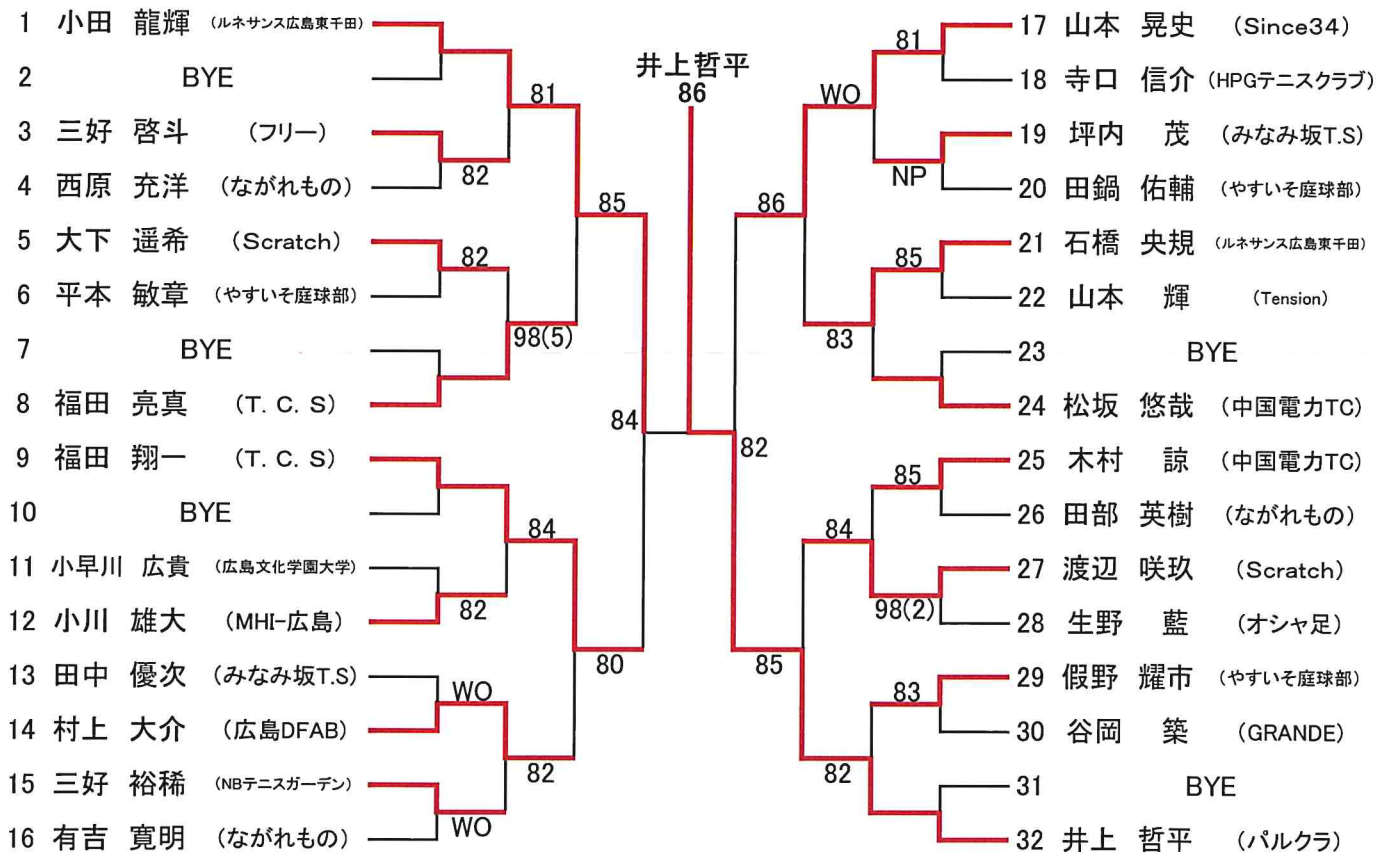 井上哲平
86
1 小田 龍輝 (ルネサンス広島東千田)
2 BYE
3 三好 啓斗 (フリー)
4 西原 充洋 (ながれもの)
5 大下 遥希 (Scratch)
6 平本 敏章 (やすいそ庭球部)
7 BYE
8 福田 亮真 (T. C. S)
9 福田 翔一 (T. C. S)
10 BYE
11 小早川 広貴 (広島文化学園大学)
12 小川 雄大 (MHI-広島)
13 田中 優次 (みなみ坂T.S)
14 村上 大介 (広島DFAB)
15 三好 裕稀 (NBテニスガーデン)
16 有吉 寛明 (ながれもの)
82
82
82
WO
WO
81
98(5)
84
82
85
80
84
82
86
85
WO
83
84
82
81
NP
85
85
98(2)
83
17 山本 晃史 (Since34)
18 寺口 信介 (HPGテニスクラブ)
19 坪内 茂 (みなみ坂T.S)
20 田鍋 佑輔 (やすいそ庭球部)
21 石橋 央規 (ルネサンス広島東千田)
22 山本 輝 (Tension)
23 BYE
24 松坂 悠哉 (中国電力TC)
25 木村 諒 (中国電力TC)
26 田部 英樹 (ながれもの)
27 渡辺 咲玖 (Scratch)
28 生野 藍 (オシャ足)
29 假野 耀市 (やすいそ庭球部)
30 谷岡 築 (GRANDE)
31 BYE
32 井上 哲平 (パルクラ)